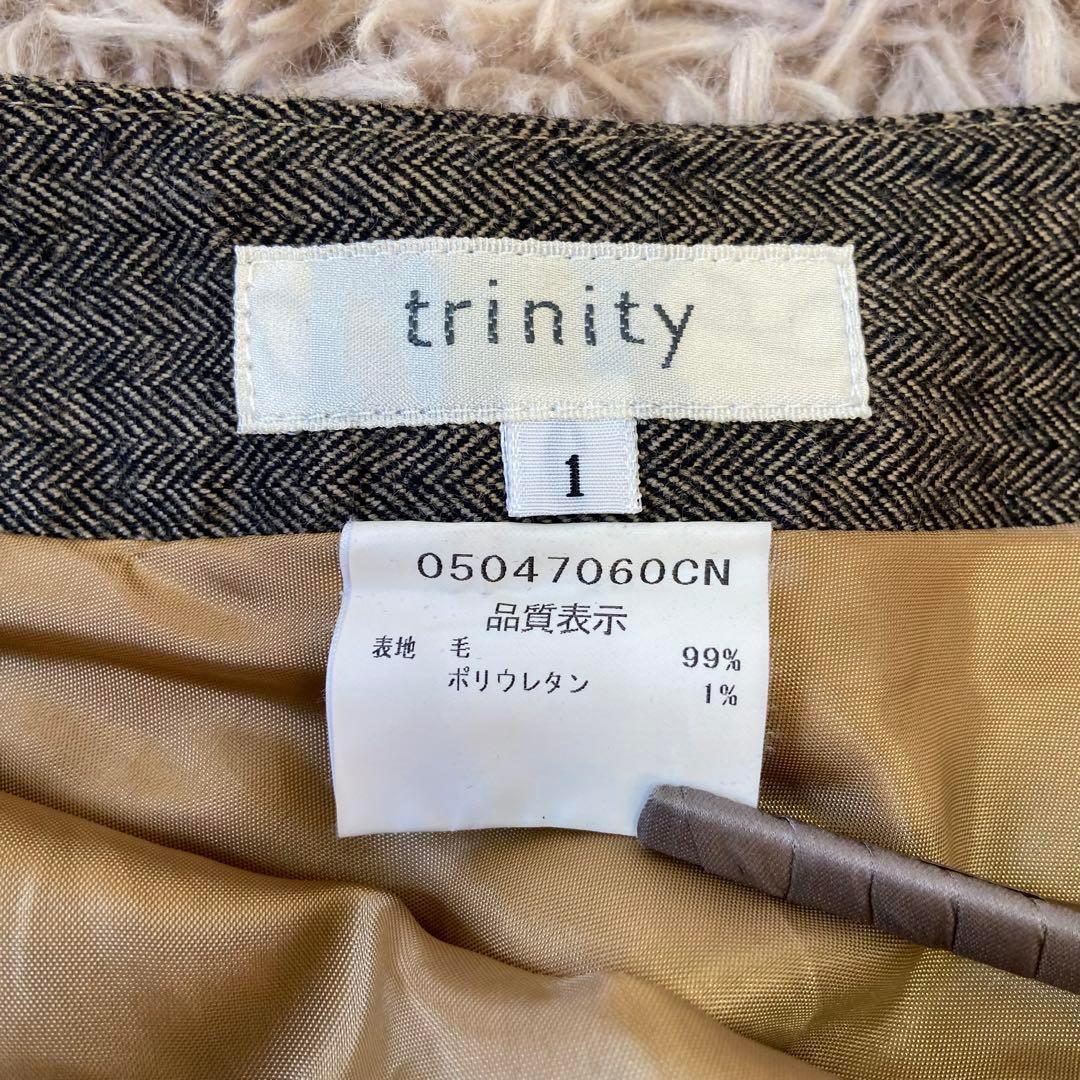 trinity
1
05047060CN
品質表示
表地 毛 99%
ポリウレタン 1%